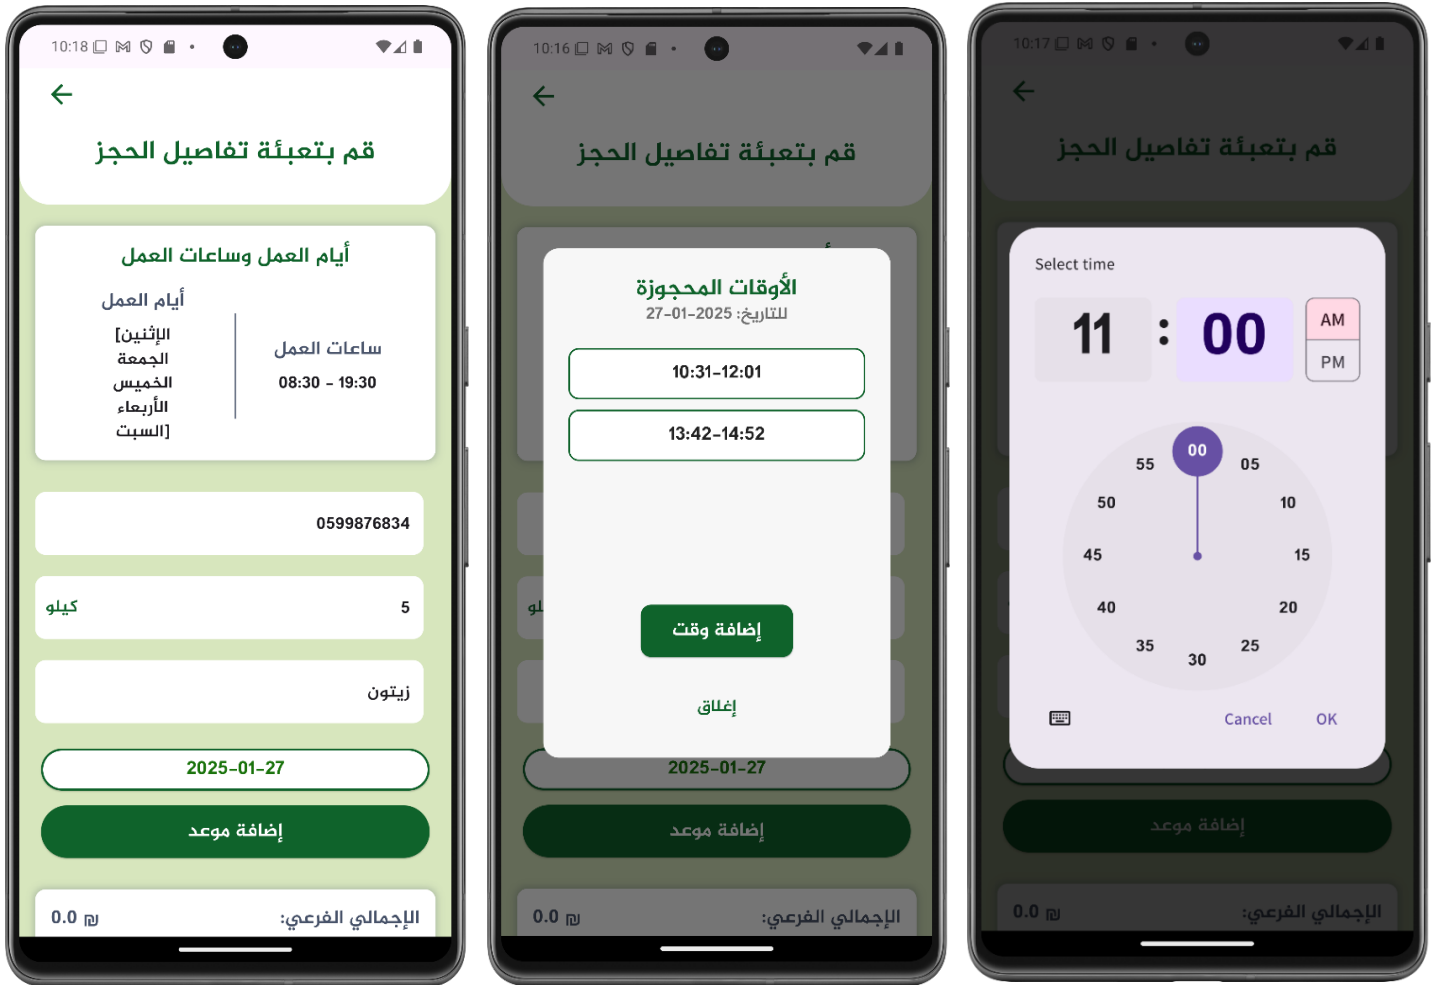 10:18
قم بتعبئة تفاصيل الحجز
أيام العمل وساعات العمل
ساعات العمل
08:30 - 19:30
أيام العمل
[الإثنين
الجمعة
الخميس
الأربعاء
السبت]
0599876834
5 كيلو
زيتون
2025-01-27
إضافة موعد
الإجمالي الفرعي: ₪ 0.0
10:16
قم بتعبئة تفاصيل الحجز
الأوقات المحجوزة
للتاريخ: 2025-01-27
10:31-12:01
13:42-14:52
إضافة وقت
إغلاق
2025-01-27
إضافة موعد
الإجمالي الفرعي: ₪ 0.0
10:17
قم بتعبئة تفاصيل الحجز
Select time
11 : 00
AM
PM
00
05
10
15
20
25
30
35
40
45
50
55
Cancel OK
إضافة موعد
الإجمالي الفرعي: ₪ 0.0